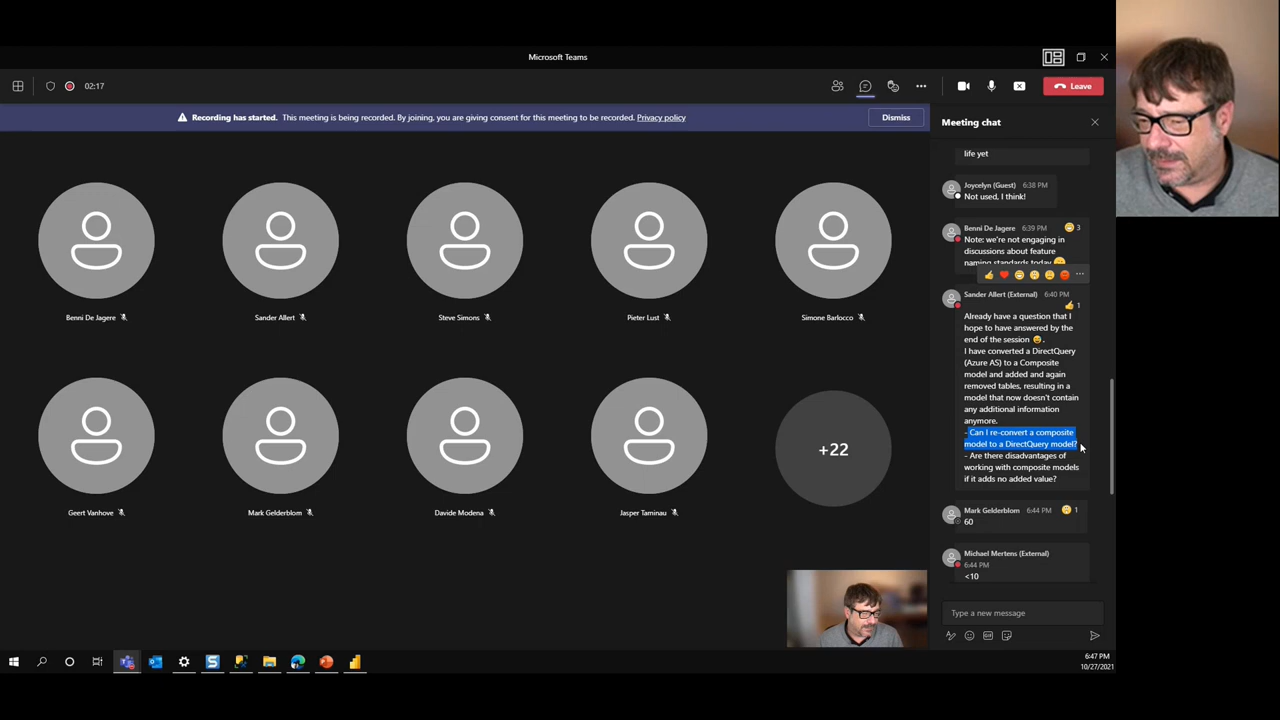 Microsoft Teams
02:17
Leave
Recording has started. This meeting is being recorded. By joining, you are giving consent for this meeting to be recorded. Privacy policy
Dismiss
Meeting chat
life yet
Joycelyn (Guest) 6:38 PM
Not used, I think!
Benni De Jagere 6:39 PM
3
Note: we're not engaging in
discussions about feature
naming standards today
Sander Allert (External) 6:40 PM
1
Already have a question that I
hope to have answered by the
end of the session 😅.
I have converted a DirectQuery
(Azure AS) to a Composite
model and added and again
removed tables, resulting in a
model that now doesn't contain
any additional information
anymore.
- Can I re-convert a composite
model to a DirectQuery model?
- Are there disadvantages of
working with composite models
if it adds no added value?
Mark Gelderblom 6:44 PM
1
60
Michael Mertens (External)
6:44 PM
<10
Type a new message
Benni De Jagere
Sander Allert
Steve Simons
Pieter Lust
Simone Barlocco
+22
Geert Vanhove
Mark Gelderblom
Davide Modena
Jasper Taminau
6:47 PM
10/27/2021